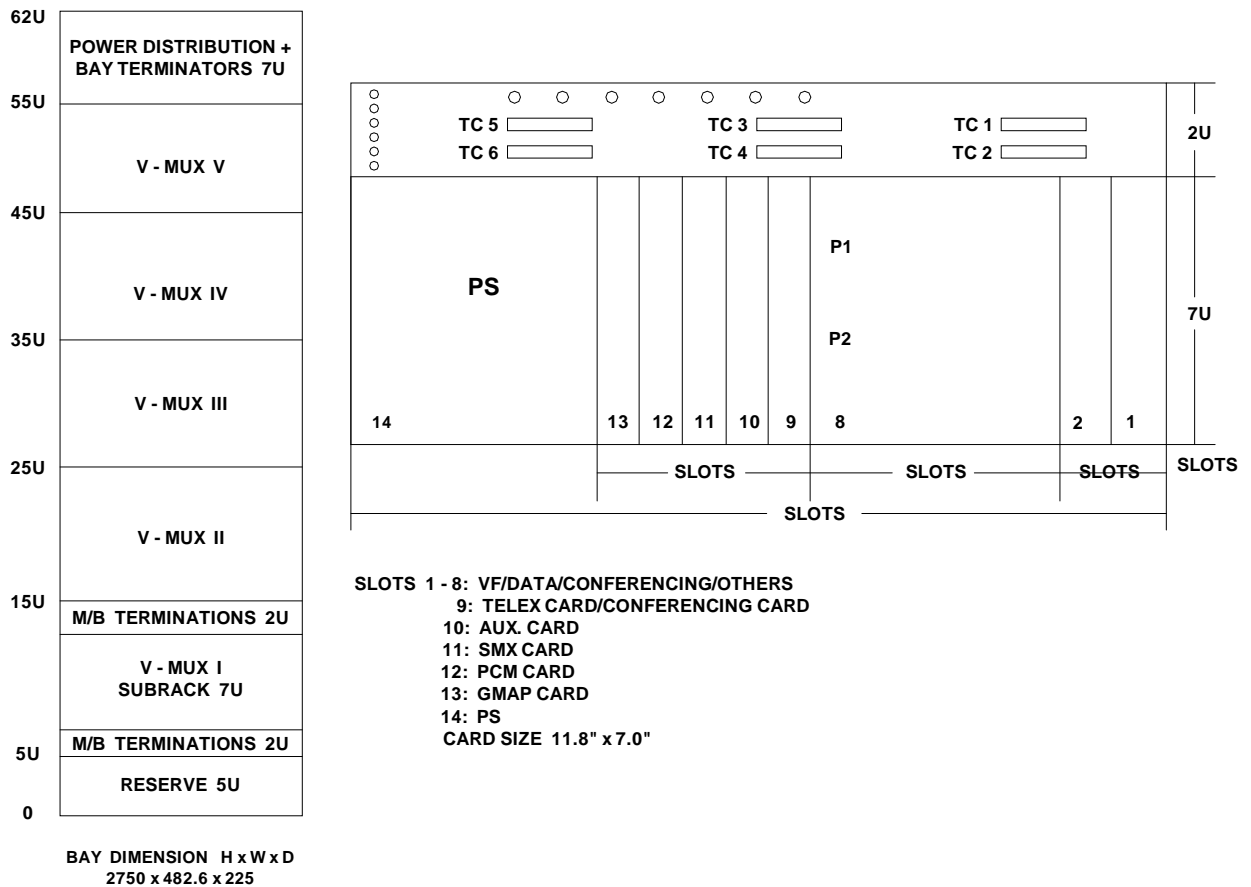 62U
POWER DISTRIBUTION +
BAY TERMINATORS 7U
55U
V - MUX V
45U
V - MUX IV
35U
V - MUX III
25U
V - MUX II
15U
M/B TERMINATIONS 2U
V - MUX I
SUBRACK 7U
M/B TERMINATIONS 2U
5U
RESERVE 5U
0
BAY DIMENSION H x W x D
2750 x 482.6 x 225
TC 5 TC 3 TC 1
TC 6 TC 4 TC 2
2U
P1
PS
7U
P2
14 13 12 11 10 9 8 2 1
SLOTS SLOTS SLOTS SLOTS
SLOTS
SLOTS 1 - 8: VF/DATA/CONFERENCING/OTHERS
9: TELEX CARD/CONFERENCING CARD
10: AUX. CARD
11: SMX CARD
12: PCM CARD
13: GMAP CARD
14: PS
CARD SIZE 11.8" x 7.0"